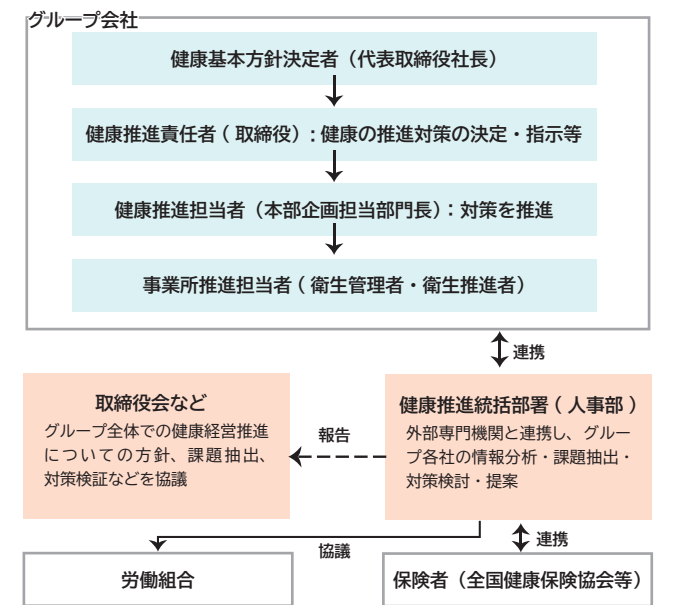 グループ会社
健康基本方針決定者（代表取締役社長）
健康推進責任者（取締役）：健康の推進対策の決定・指示等
健康推進担当者（本部企画担当部門長）：対策を推進
事業所推進担当者（衛生管理者・衛生推進者）
連携
取締役会など
グループ全体での健康経営推進
についての方針、課題抽出、
対策検証などを協議
報告
健康推進統括部署（人事部）
外部専門機関と連携し、グルー
プ各社の情報分析・課題抽出・
対策検討・提案
協議
連携
労働組合
保険者（全国健康保険協会等）